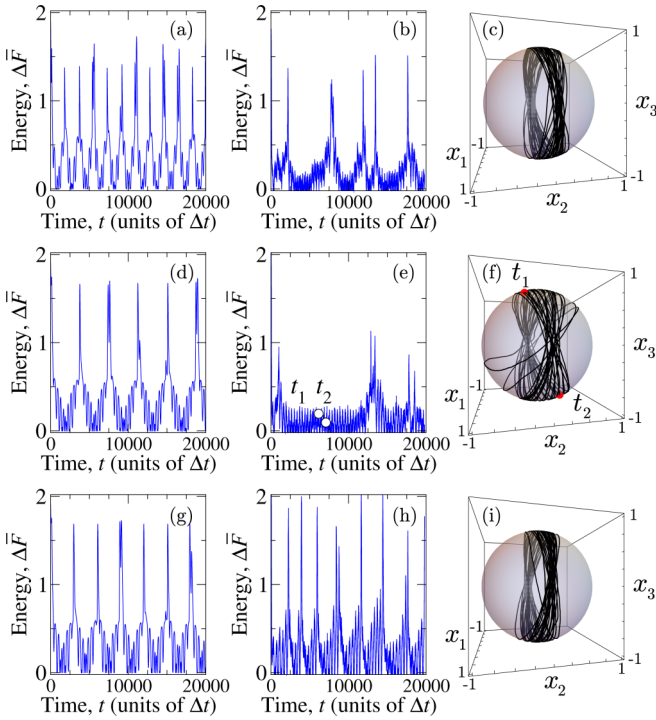 (a)
Energy, ΔF̅
2
1
0
0 10000 20000
Time, t (units of Δt)
(b)
Energy, ΔF̅
2
1
0
0 10000 20000
Time, t (units of Δt)
(c)
1
x₃
-1
x₁
-1
1
-1
x₂
1
(d)
Energy, ΔF̅
2
1
0
0 10000 20000
Time, t (units of Δt)
(e)
Energy, ΔF̅
2
1
0
t₁ t₂
0 10000 20000
Time, t (units of Δt)
(f)
t₁
1
x₃
-1
t₂
x₁
-1
1
-1
x₂
1
(g)
Energy, ΔF̅
2
1
0
0 10000 20000
Time, t (units of Δt)
(h)
Energy, ΔF̅
2
1
0
0 10000 20000
Time, t (units of Δt)
(i)
1
x₃
-1
x₁
-1
1
-1
x₂
1